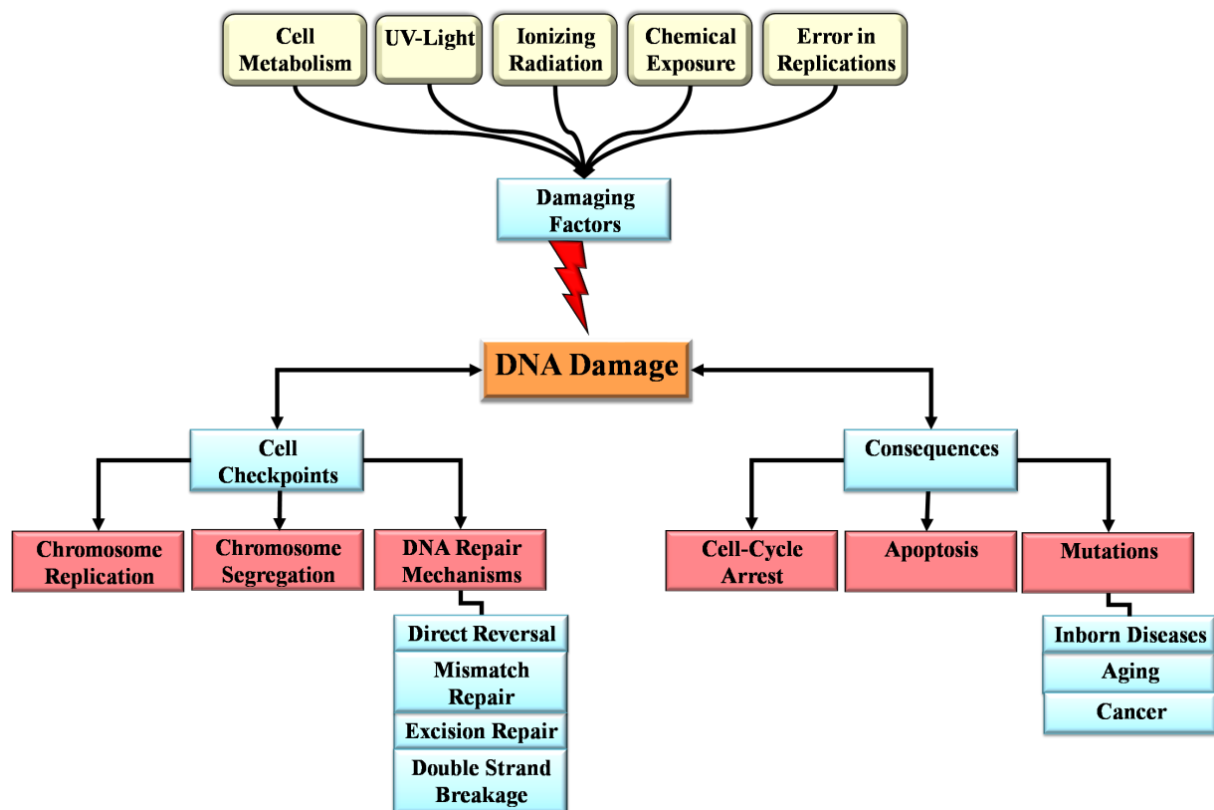 Cell
Metabolism
UV-Light
Ionizing
Radiation
Chemical
Exposure
Error in
Replications
Damaging
Factors
DNA Damage
Cell
Checkpoints
Consequences
Chromosome
Replication
Chromosome
Segregation
DNA Repair
Mechanisms
Cell-Cycle
Arrest
Apoptosis
Mutations
Direct Reversal
Mismatch
Repair
Excision Repair
Double Strand
Breakage
Inborn Diseases
Aging
Cancer